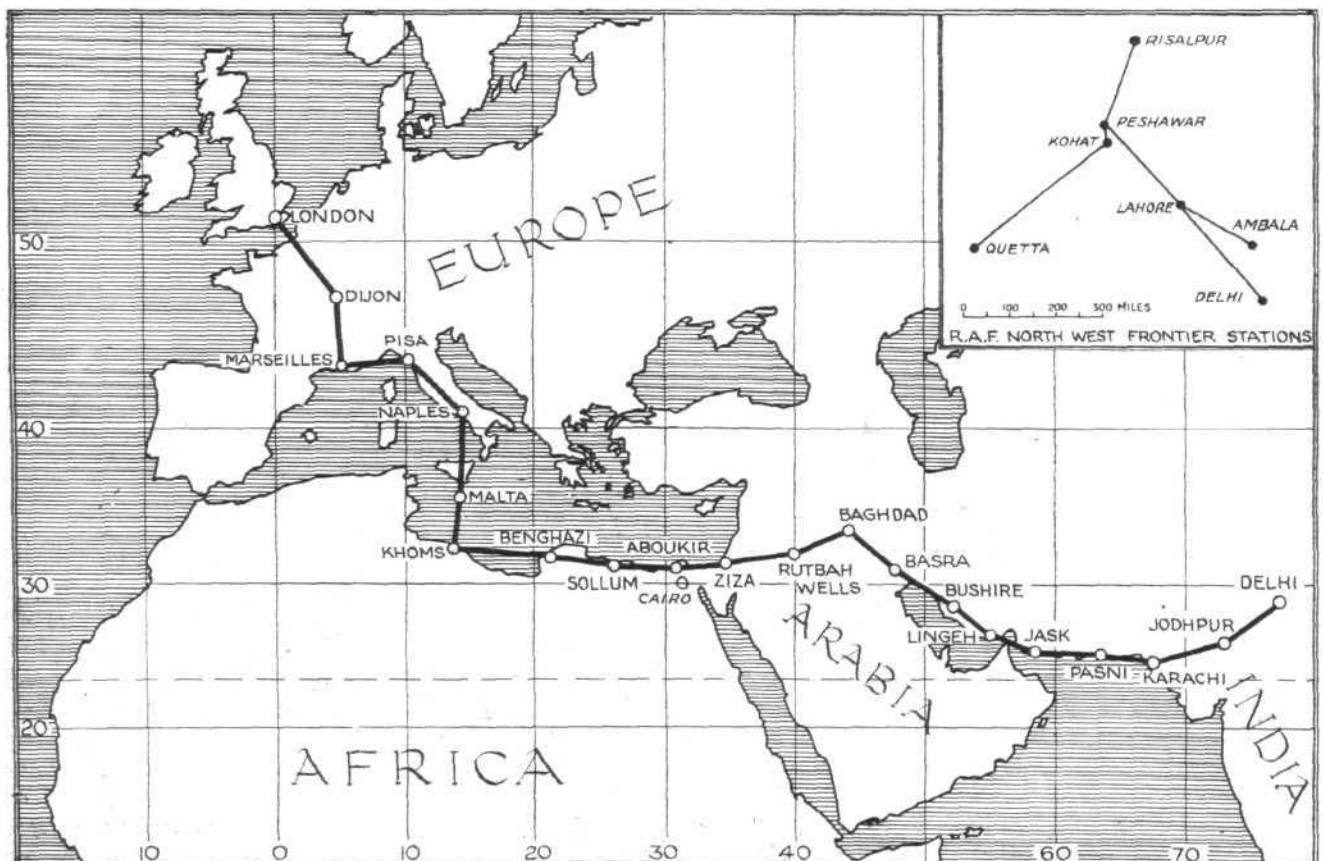 RISALPUR
PESHAWAR
KOHAT
LAHORE
AMBALA
QUETTA
DELHI
0 100 200 300 MILES
R.A.F. NORTH WEST FRONTIER STATIONS
LONDON
50
EUROPE
DIJON
PISA
MARSEILLES
NAPLES
40
MALTA
BAGHDAD
BENGHAZI
ABOUKIR
KHOMS
RUTBAH
WELLS
BASRA
30
SOLLUM
ZIZA
CAIRO
BUSHIRE
DELHI
ARABIA
LINGEH
JASK
JODHPUR
PASNI
KARACHI
INDIA
20
AFRICA
10 0 10 20 30 40 50 60 70